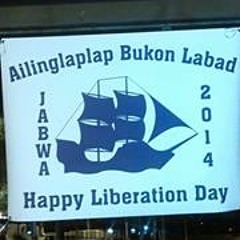 Ailinglaplap Bukon Labad
JABWA
2014
Happy Liberation Day